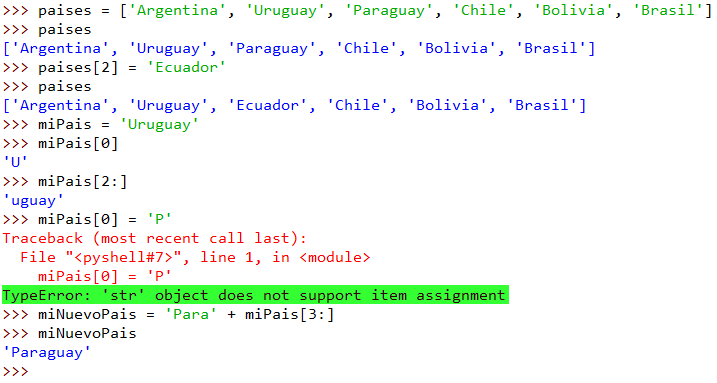 >>> paises = ['Argentina', 'Uruguay', 'Paraguay', 'Chile', 'Bolivia', 'Brasil']
>>> paises
['Argentina', 'Uruguay', 'Paraguay', 'Chile', 'Bolivia', 'Brasil']
>>> paises[2] = 'Ecuador'
>>> paises
['Argentina', 'Uruguay', 'Ecuador', 'Chile', 'Bolivia', 'Brasil']
>>> miPais = 'Uruguay'
>>> miPais[0]
'U'
>>> miPais[2:]
'uguay'
>>> miPais[0] = 'P'
Traceback (most recent call last):
  File "<pyshell#7>", line 1, in <module>
    miPais[0] = 'P'
TypeError: 'str' object does not support item assignment
>>> miNuevoPais = 'Para' + miPais[3:]
>>> miNuevoPais
'Paraguay'
>>>